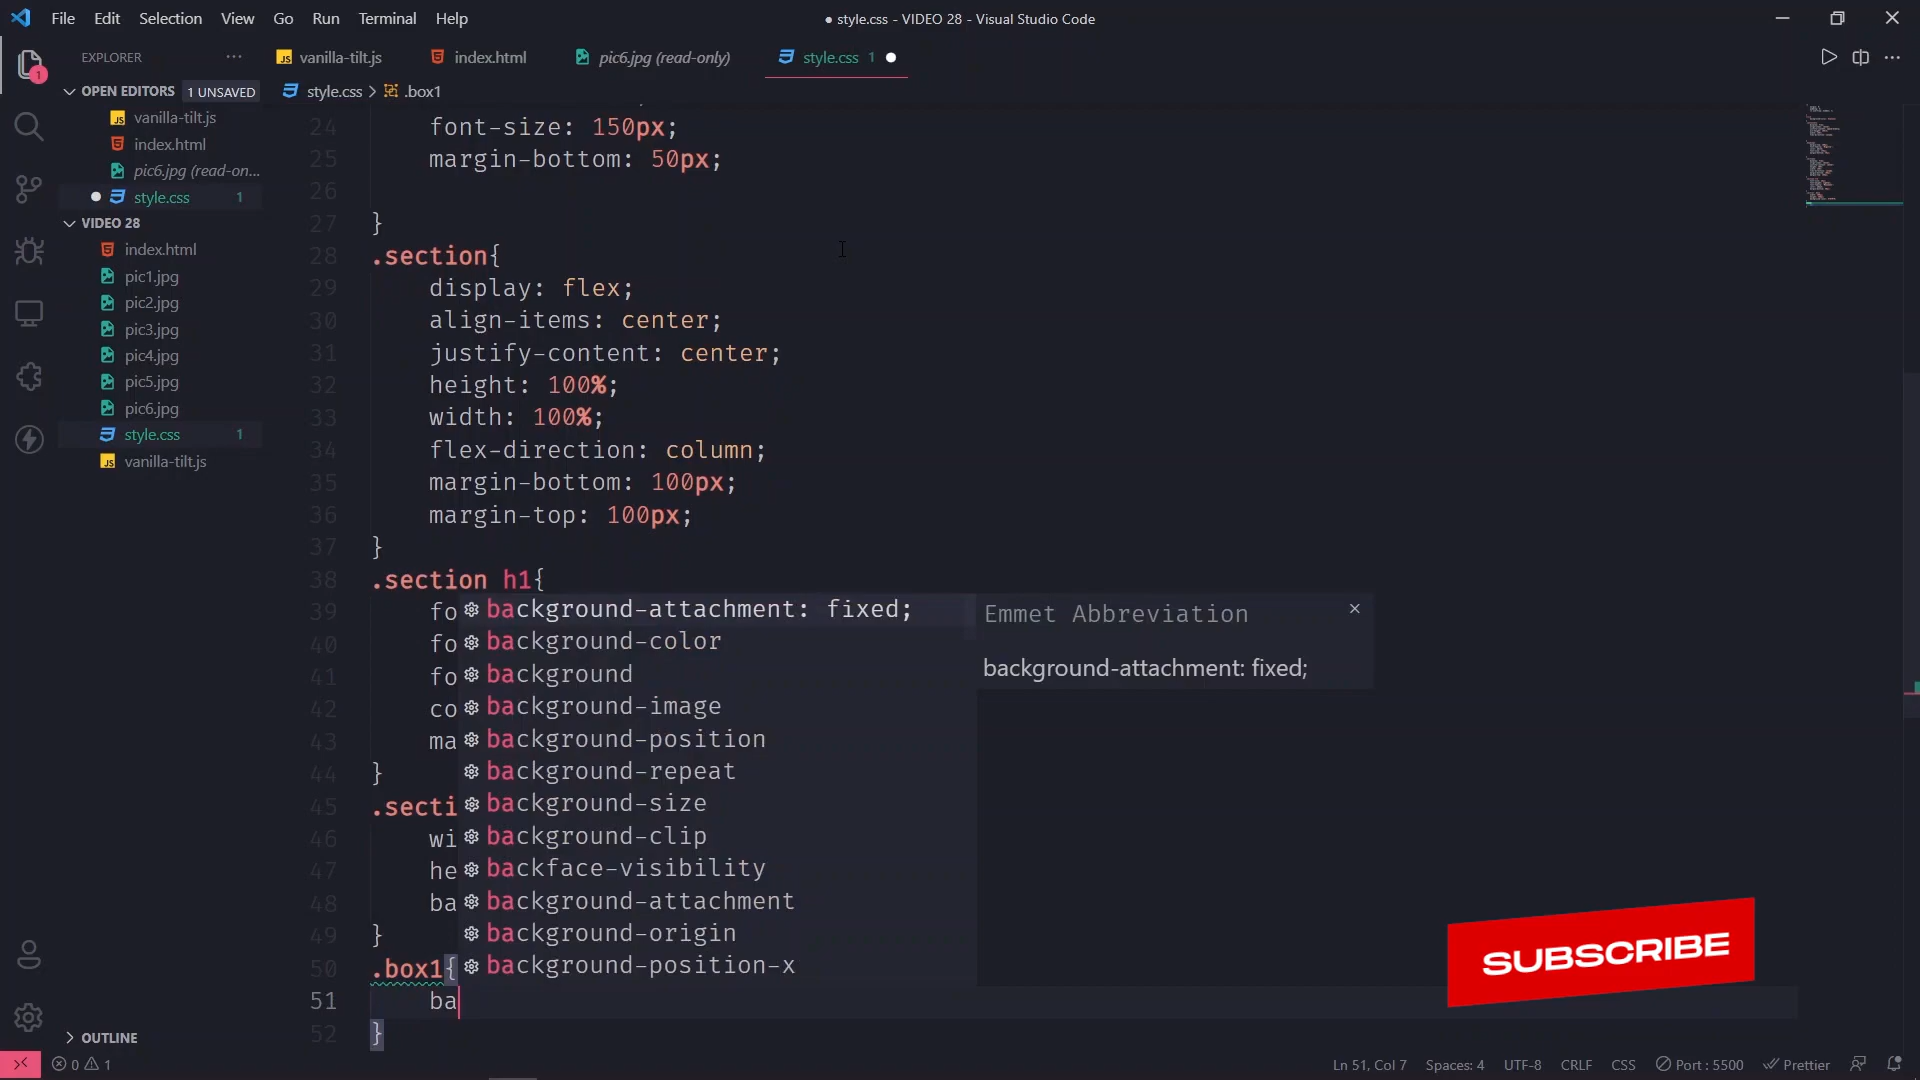 File Edit Selection View Go Run Terminal Help
● style.css - VIDEO 28 - Visual Studio Code
EXPLORER
1
JS vanilla-tilt.js
index.html
pic6.jpg (read-only)
style.css 1
OPEN EDITORS 1 UNSAVED
JS vanilla-tilt.js
index.html
pic6.jpg (read-on...
style.css 1
VIDEO 28
index.html
pic1.jpg
pic2.jpg
pic3.jpg
pic4.jpg
pic5.jpg
pic6.jpg
style.css 1
JS vanilla-tilt.js
OUTLINE
style.css > .box1
24 font-size: 150px;
25 margin-bottom: 50px;
26
27 }
28 .section{
29 display: flex;
30 align-items: center;
31 justify-content: center;
32 height: 100%;
33 width: 100%;
34 flex-direction: column;
35 margin-bottom: 100px;
36 margin-top: 100px;
37 }
38 .section h1{
39 fo
40 fo
41 fo
42 co
43 ma
44 }
45 .secti
46 wi
47 he
48 ba
49 }
50 .box1{
51 ba
52 }
background-attachment: fixed;
background-color
background
background-image
background-position
background-repeat
background-size
background-clip
backface-visibility
background-attachment
background-origin
background-position-x
Emmet Abbreviation
background-attachment: fixed;
SUBSCRIBE
0 1
Ln 51, Col 7 Spaces: 4 UTF-8 CRLF CSS Port : 5500 Prettier